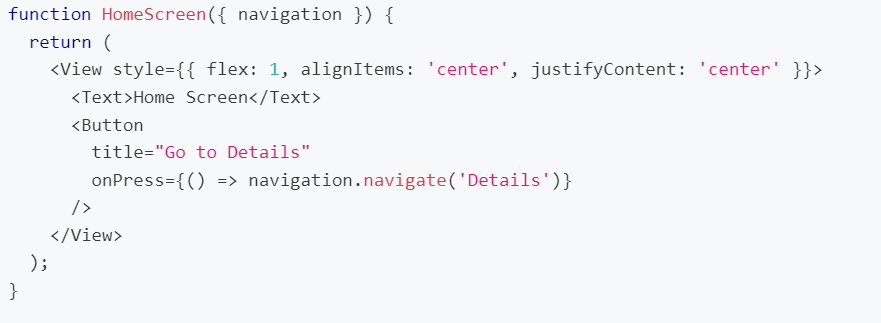 function HomeScreen({ navigation }) {
  return (
    <View style={{ flex: 1, alignItems: 'center', justifyContent: 'center' }}>
      <Text>Home Screen</Text>
      <Button
        title="Go to Details"
        onPress={() => navigation.navigate('Details')}
      />
    </View>
  );
}